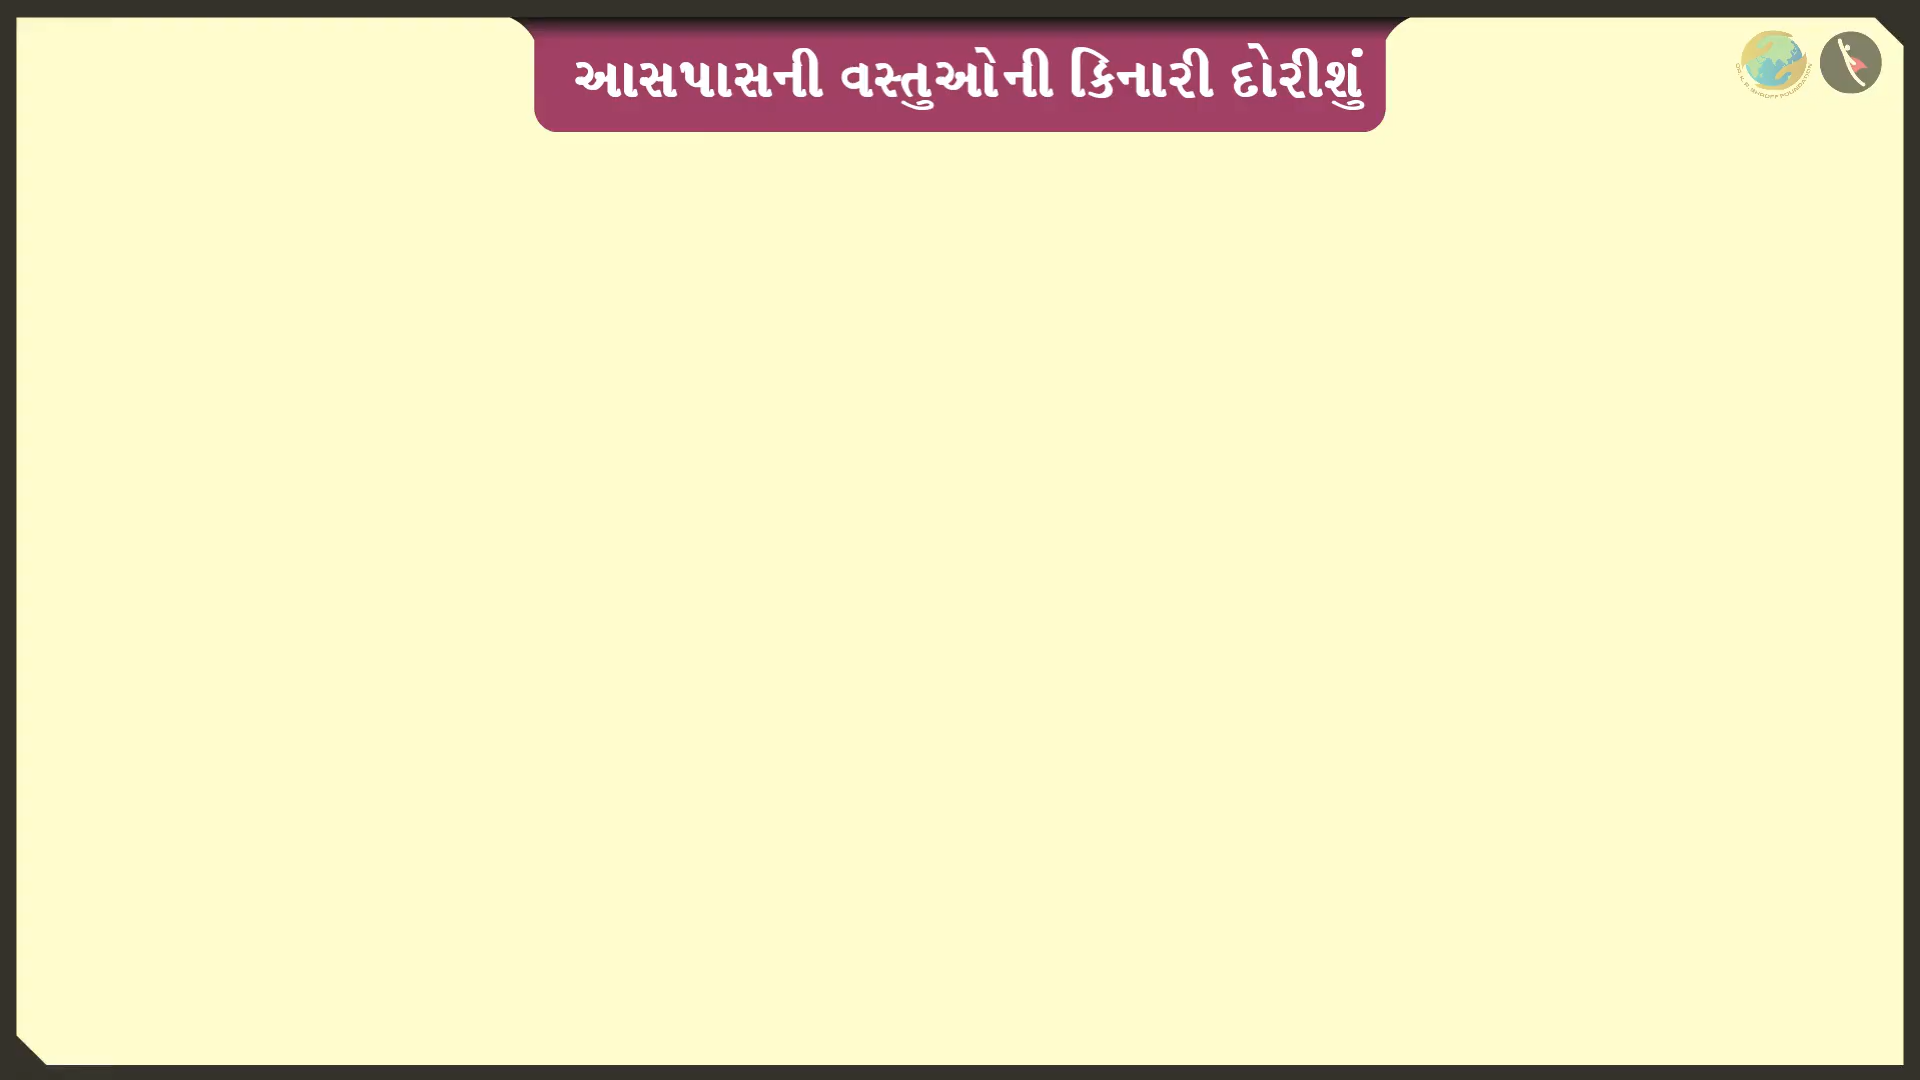 આસપાસની વસ્તુઓની કિનારી દોરીશું